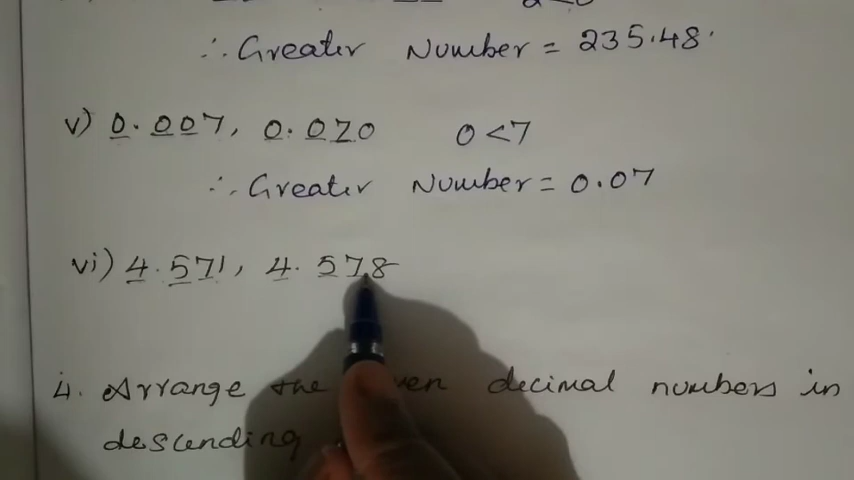 ∴ Greater Number = 235.48.
v) 0.007, 0.070 0 < 7
∴ Greater Number = 0.07
vi) 4.571, 4.578
4. Arrange the decimal numbers in
descending